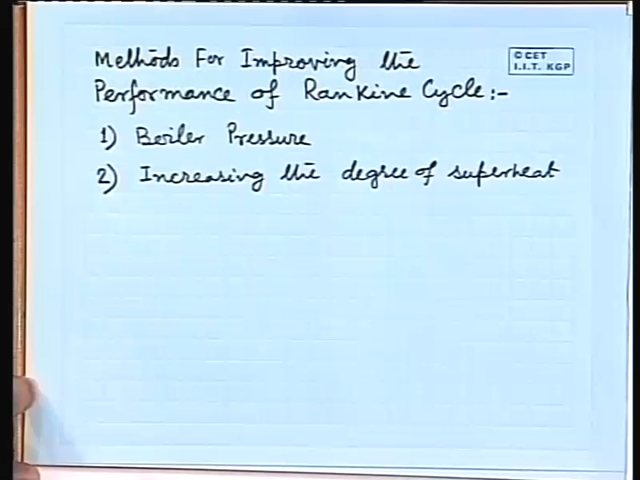 Methods For Improving the
Performance of Rankine Cycle:-
© CET
I.I.T. KGP
1) Boiler Pressure
2) Increasing the degree of superheat